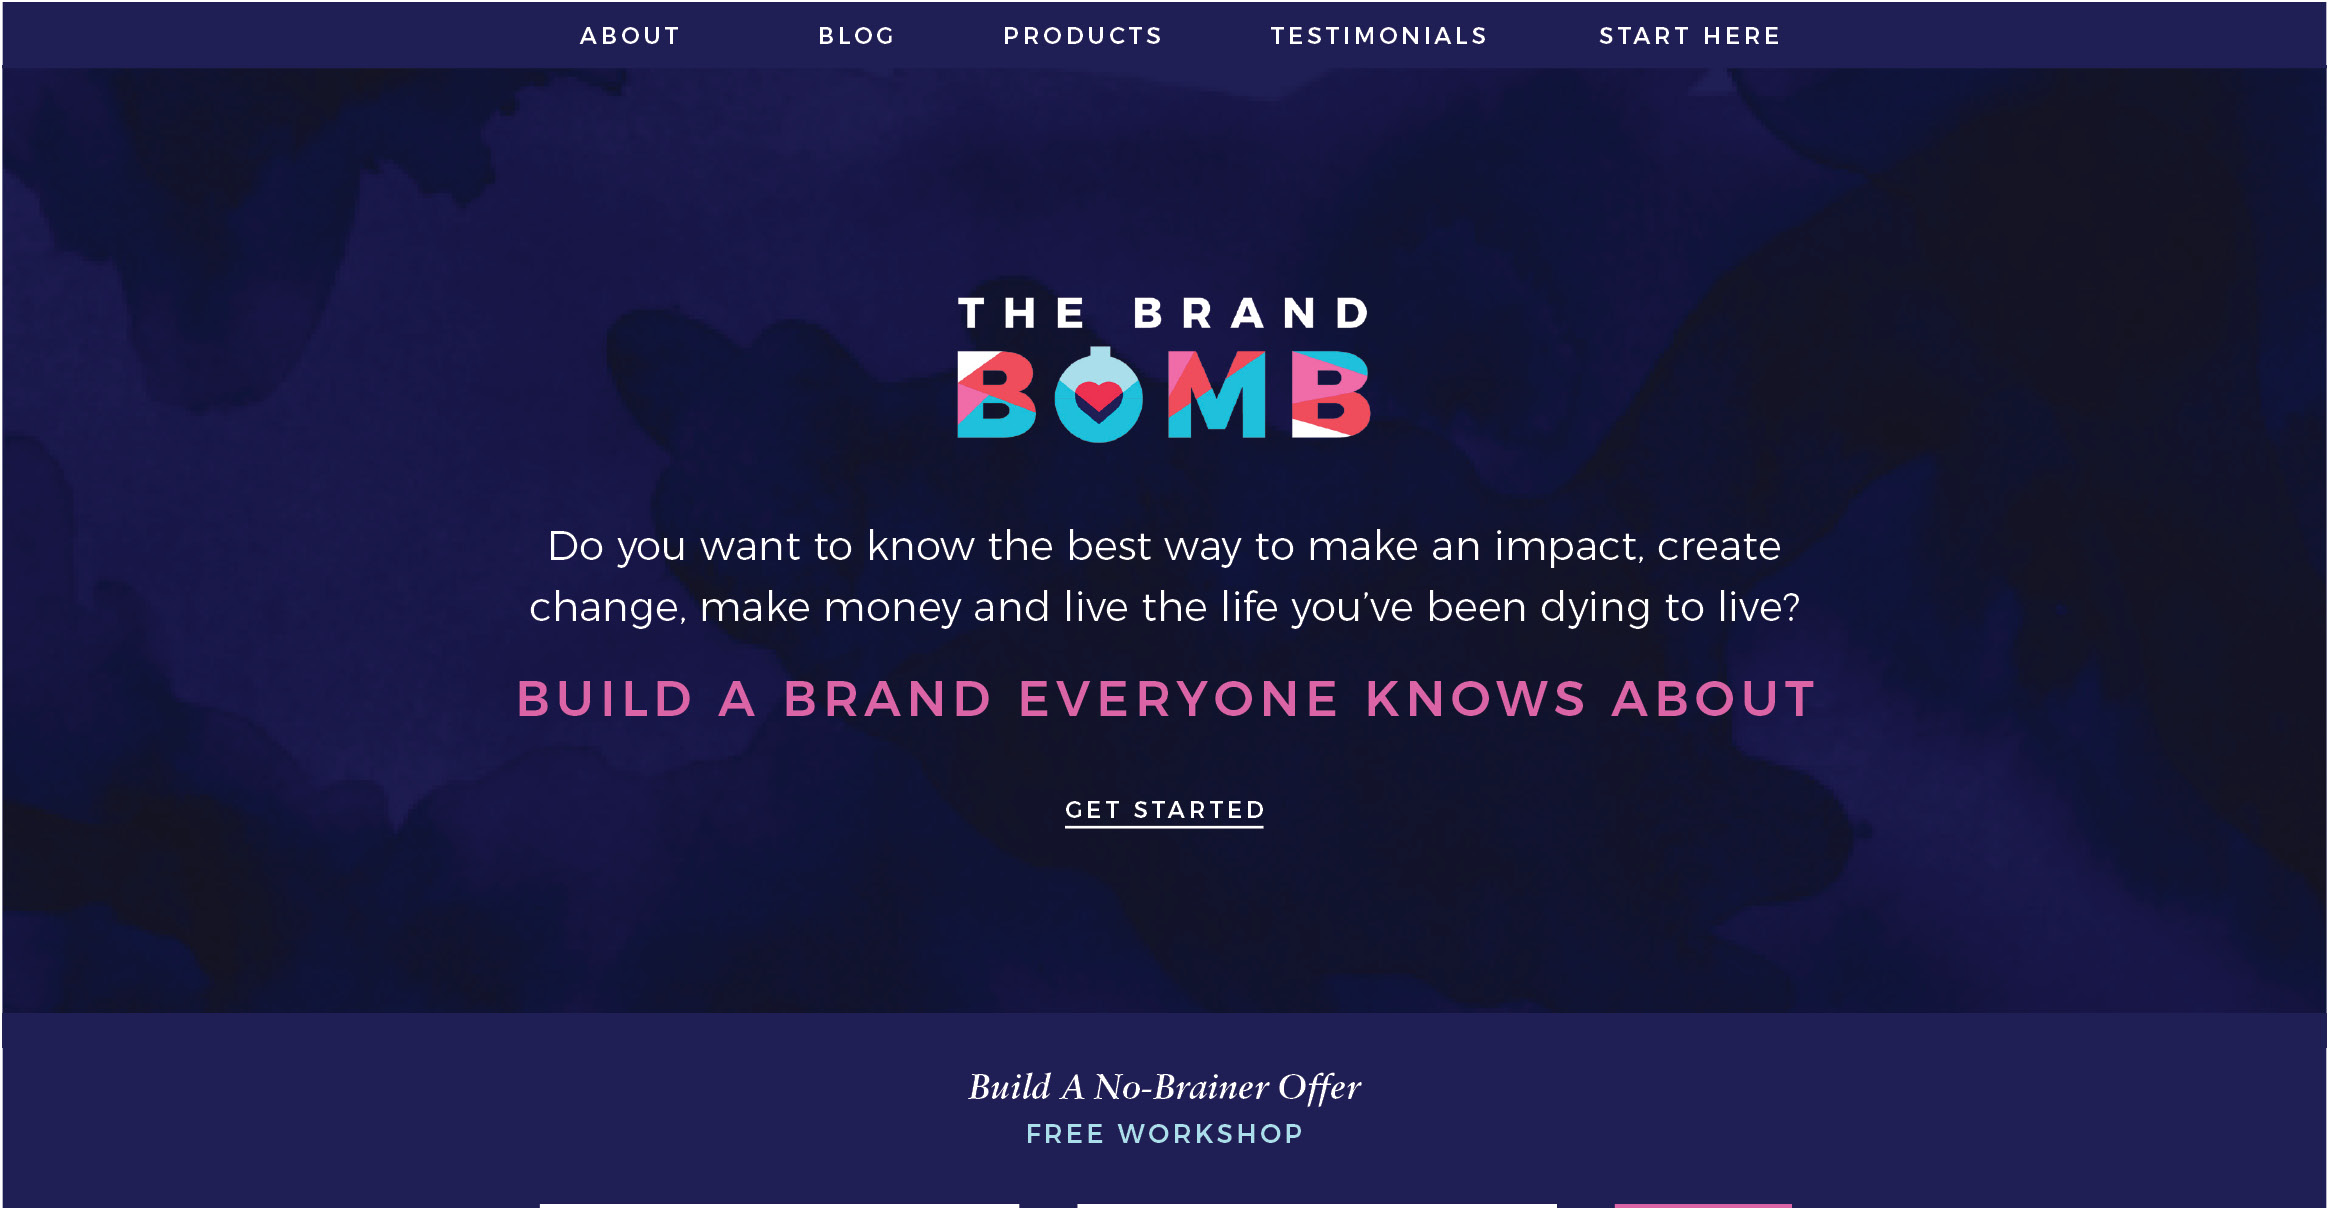 ABOUT BLOG PRODUCTS TESTIMONIALS START HERE
THE BRAND
BOMB
Do you want to know the best way to make an impact, create
change, make money and live the life you’ve been dying to live?
BUILD A BRAND EVERYONE KNOWS ABOUT
GET STARTED
Build A No-Brainer Offer
FREE WORKSHOP